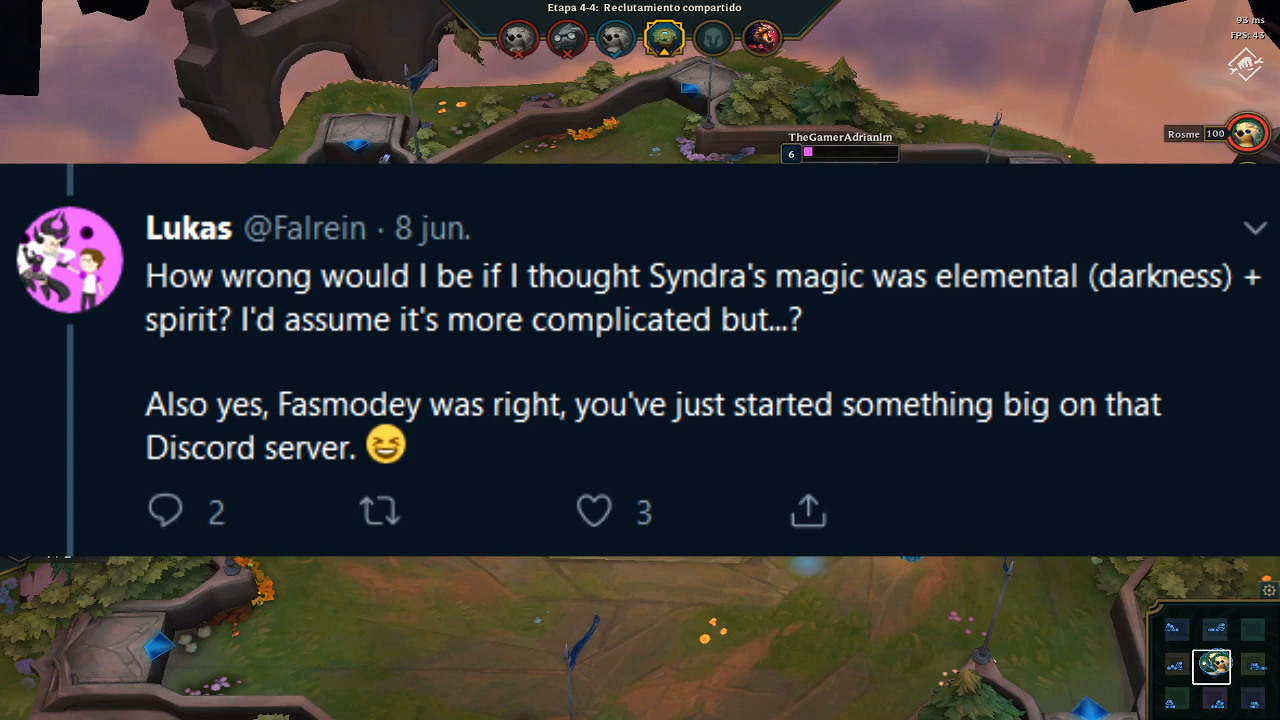 Etapa 4-4: Reclutamiento compartido
93 ms
FPS: 43
TheGamerAdrianlm
6
Rosme 100
Lukas @Falrein · 8 jun.
How wrong would I be if I thought Syndra's magic was elemental (darkness) +
spirit? I'd assume it's more complicated but...?
Also yes, Fasmodey was right, you've just started something big on that
Discord server. 😆
2
3